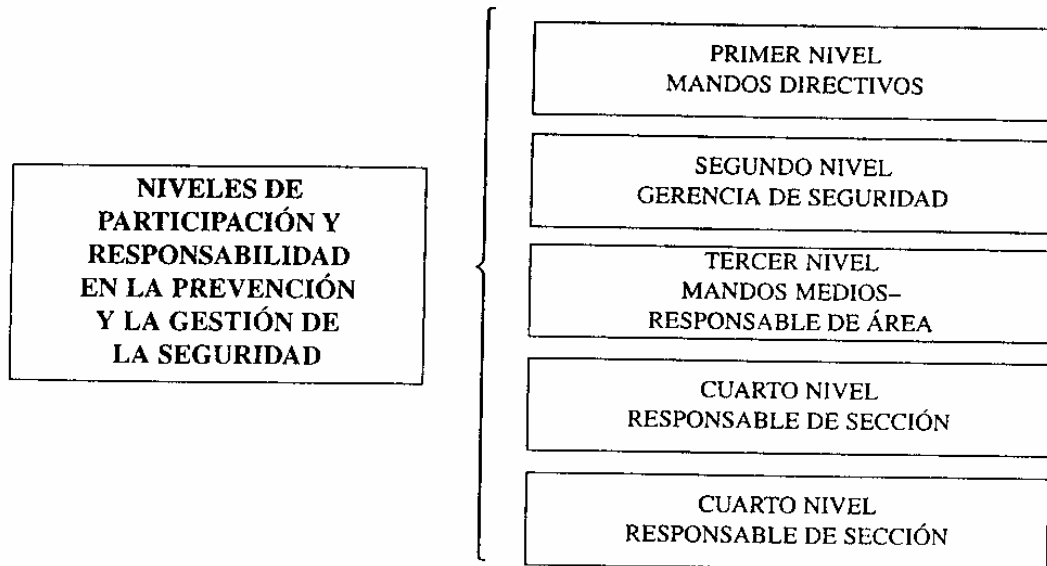 NIVELES DE
PARTICIPACIÓN Y
RESPONSABILIDAD
EN LA PREVENCIÓN
Y LA GESTIÓN DE
LA SEGURIDAD
PRIMER NIVEL
MANDOS DIRECTIVOS
SEGUNDO NIVEL
GERENCIA DE SEGURIDAD
TERCER NIVEL
MANDOS MEDIOS–
RESPONSABLE DE ÁREA
CUARTO NIVEL
RESPONSABLE DE SECCIÓN
CUARTO NIVEL
RESPONSABLE DE SECCIÓN